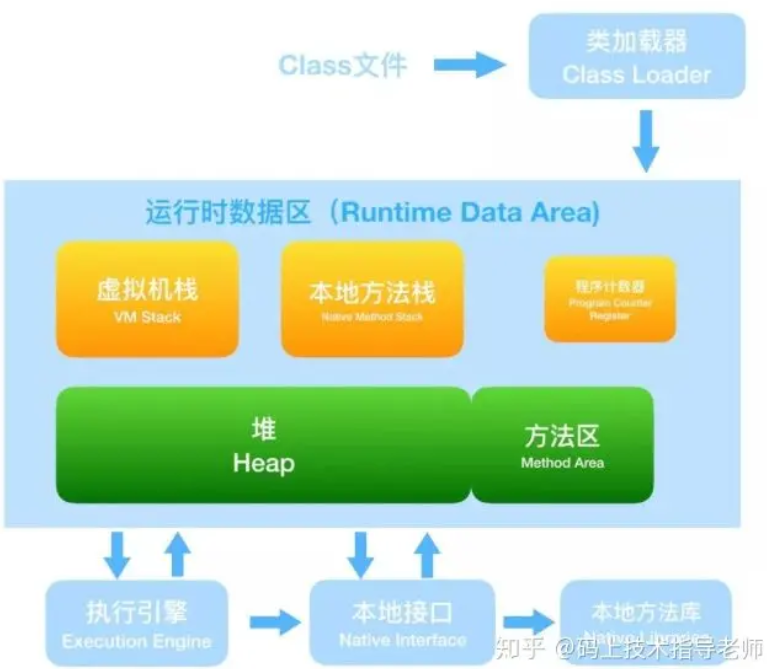 Class文件
类加载器
Class Loader
运行时数据区（Runtime Data Area)
虚拟机栈
VM Stack
本地方法栈
Native Method Stack
程序计数器
Program Counter
Register
堆
Heap
方法区
Method Area
执行引擎
Execution Engine
本地接口
Native Interface
本地方法库
知乎 @码上技术指导老师